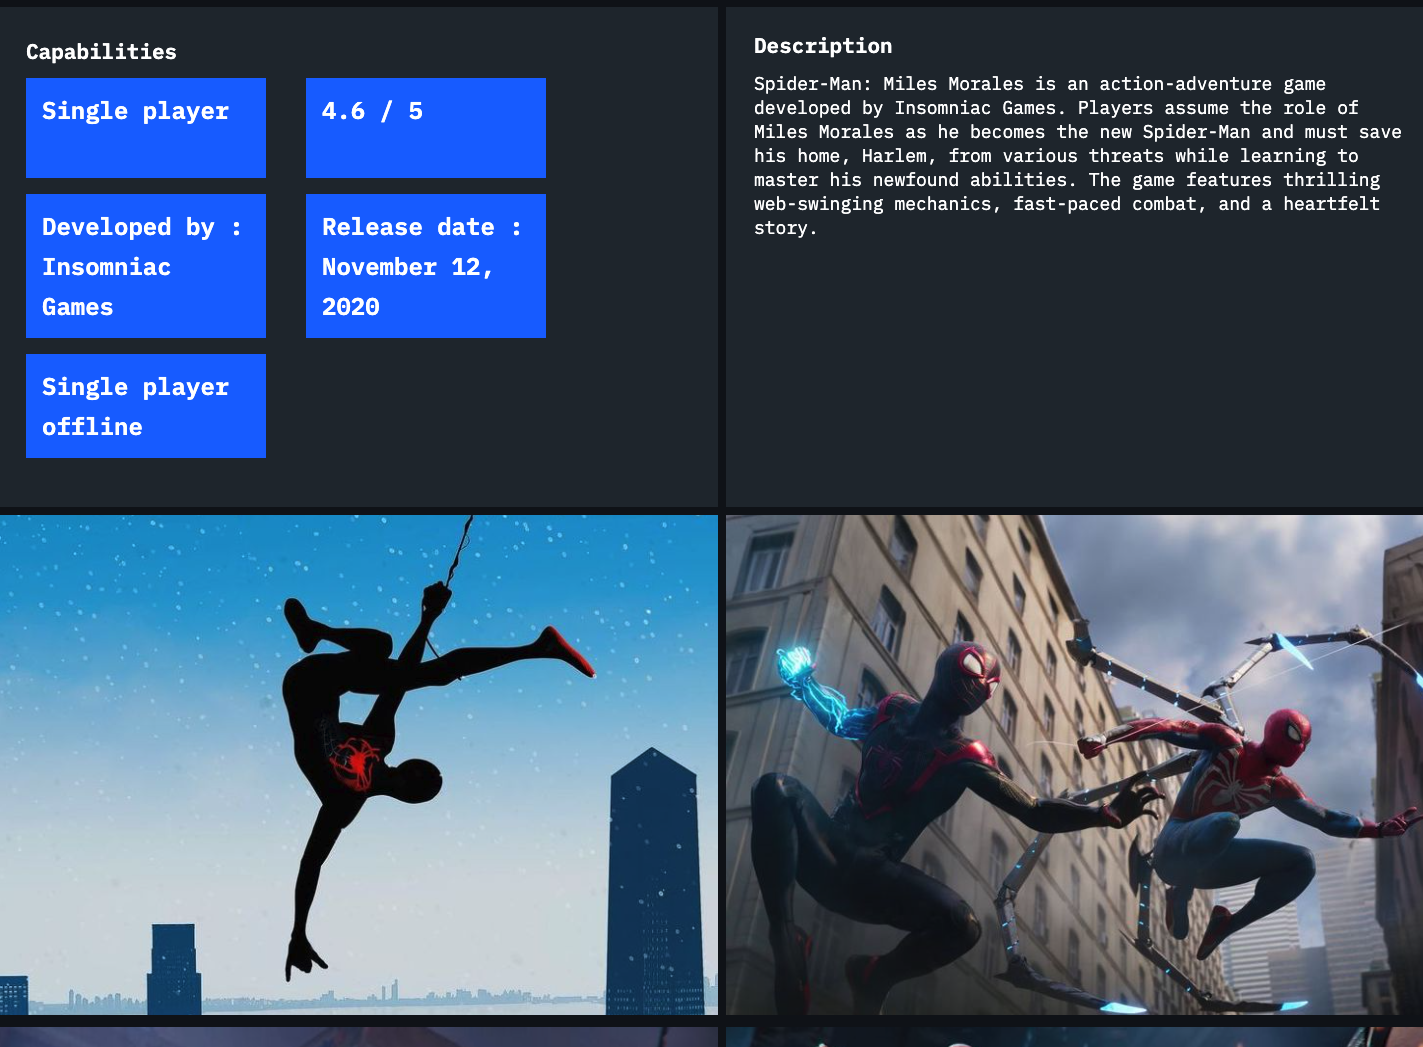 Capabilities
Single player
4.6 / 5
Developed by :
Insomniac
Games
Release date :
November 12,
2020
Single player
offline
Description
Spider-Man: Miles Morales is an action-adventure game
developed by Insomniac Games. Players assume the role of
Miles Morales as he becomes the new Spider-Man and must save
his home, Harlem, from various threats while learning to
master his newfound abilities. The game features thrilling
web-swinging mechanics, fast-paced combat, and a heartfelt
story.